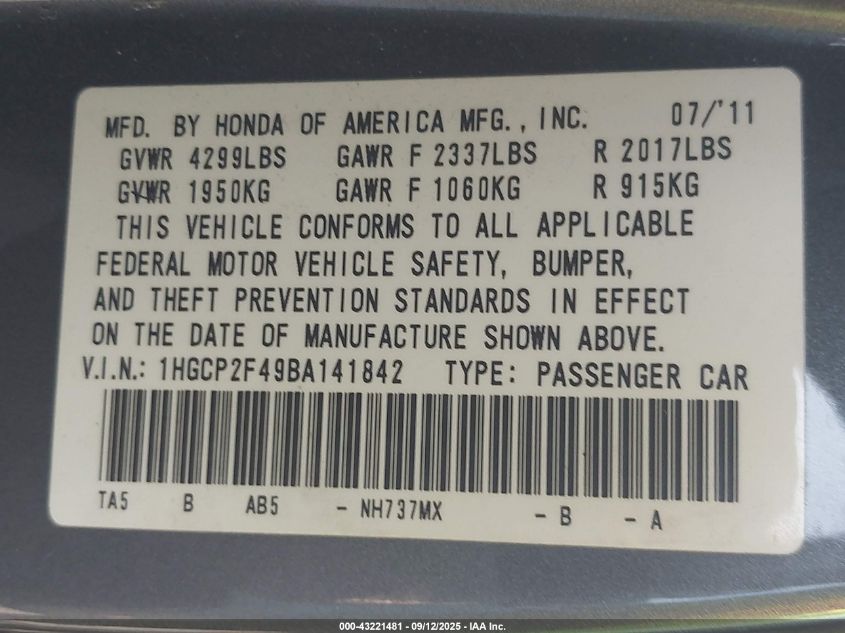 MFD. BY HONDA OF AMERICA MFG., INC. 07/'11
GVWR 4299LBS GAWR F 2337LBS R 2017LBS
GVWR 1950KG GAWR F 1060KG R 915KG
THIS VEHICLE CONFORMS TO ALL APPLICABLE
FEDERAL MOTOR VEHICLE SAFETY, BUMPER,
AND THEFT PREVENTION STANDARDS IN EFFECT
ON THE DATE OF MANUFACTURE SHOWN ABOVE.
V.I.N.: 1HGCP2F49BA141842 TYPE: PASSENGER CAR
TA5 B AB5 - NH737MX - B - A
000-43221481 - 09/12/2025 - IAA Inc.